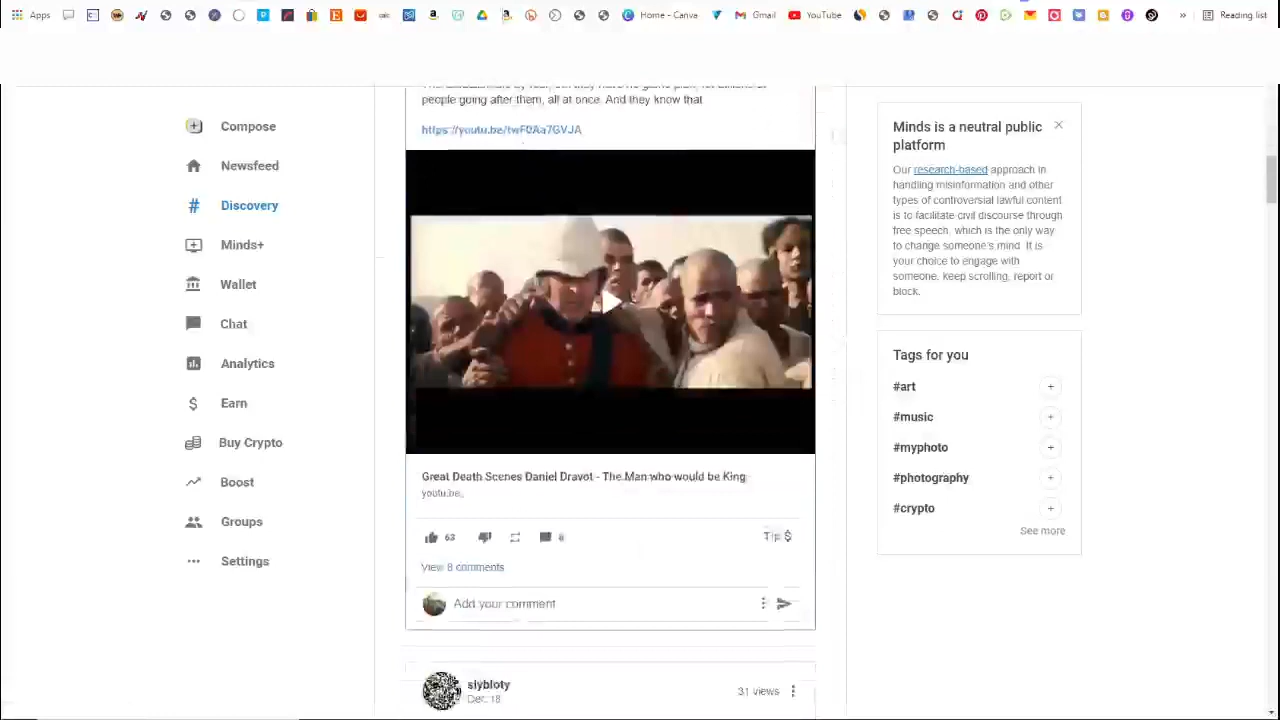 Apps
Home - Canva
Gmail
YouTube
»
Reading list
people going after them, all at once. And they know that
https://youtu.be/twF0Aa7GVJA
Compose
Newsfeed
Discovery
Minds+
Wallet
Chat
Analytics
Earn
Buy Crypto
Boost
Groups
Settings
Great Death Scenes Daniel Dravot - The Man who would be King
youtu.be
63
8
Tip $
View 8 comments
Add your comment
slybloty
Dec. 18
31 views
Minds is a neutral public
platform
Our research-based approach in
handling misinformation and other
types of controversial lawful content
is to facilitate civil discourse through
free speech, which is the only way
to change someone's mind. It is
your choice to engage with
someone, keep scrolling, report or
block.
Tags for you
#art
#music
#myphoto
#photography
#crypto
See more